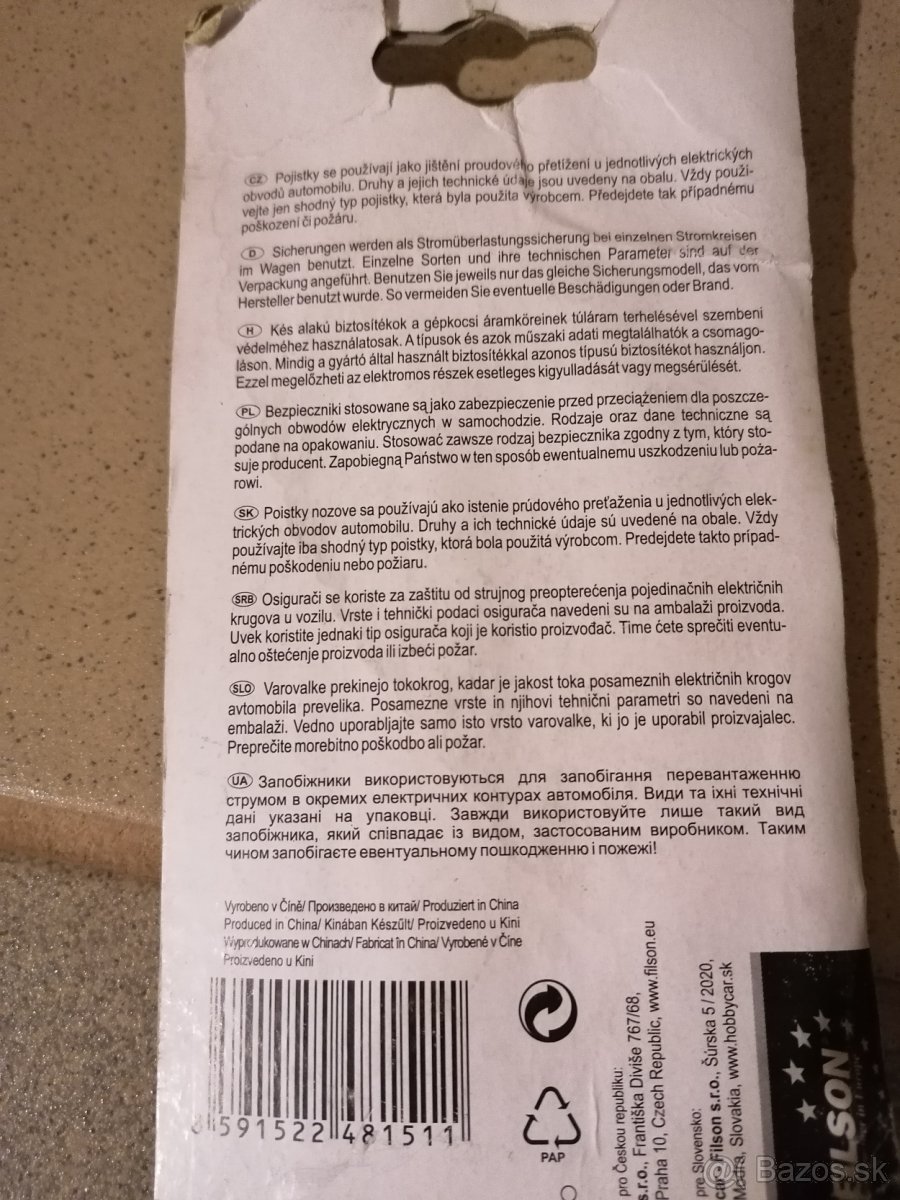 CZ Pojistky se používají jako jištění proudového přetížení u jednotlivých elektrických
obvodů automobilu. Druhy a jejich technické údaje jsou uvedeny na obalu. Vždy použí-
vejte jen shodný typ pojistky, která byla použita výrobcem. Předejdete tak případnému
poškození či požáru.
D Sicherungen werden als Stromüberlastungssicherung bei einzelnen Stromkreisen
im Wagen benutzt. Einzelne Sorten und ihre technischen Parameter sind auf der
Verpackung angeführt. Benutzen Sie jeweils nur das gleiche Sicherungsmodell, das vom
Hersteller benutzt wurde. So vermeiden Sie eventuelle Beschädigungen oder Brand.
H Kés alakú biztosítékok a gépkocsi áramköreinek túláram terhelésével szembeni
védelméhez használatosak. A típusok és azok műszaki adati megtalálhatók a csomago-
láson. Mindig a gyártó által használt biztosítékkal azonos típusú biztosítékot használjon.
Ezzel megelőzheti az elektromos részek esetleges kigyulladását vagy megsérülését.
PL Bezpieczniki stosowane są jako zabezpieczenie przed przeciążeniem dla poszcze-
gólnych obwodów elektrycznych w samochodzie. Rodzaje oraz dane techniczne są
podane na opakowaniu. Stosować zawsze rodzaj bezpiecznika zgodny z tym, który sto-
suje producent. Zapobiegną Państwo w ten sposób ewentualnemu uszkodzeniu lub poża-
rowi.
SK Poistky nozove sa používajú ako istenie prúdového preťaženia u jednotlivých elek-
trických obvodov automobilu. Druhy a ich technické údaje sú uvedené na obale. Vždy
používajte iba shodný typ poistky, ktorá bola použitá výrobcom. Predejdete takto prípad-
nému poškodeniu nebo požiaru.
SRB Osigurači se koriste za zaštitu od strujnog preopterećenja pojedinačnih električnih
krugova u vozilu. Vrste i tehnički podaci osigurača navedeni su na ambalaži proizvoda.
Uvek koristite jednaki tip osigurača koji je koristio proizvođač. Time ćete sprečiti eventu-
alno oštećenje proizvoda ili izbeći požar.
SLO Varovalke prekinejo tokokrog, kadar je jakost toka posameznih električnih krogov
avtomobila prevelika. Posamezne vrste in njihovi tehnični parametri so navedeni na
embalaži. Vedno uporabljajte samo isto vrsto varovalke, ki jo je uporabil proizvajalec.
Preprečite morebitno poškodbo ali požar.
UA Запобіжники використовуються для запобігання перевантаженню
струмом в окремих електричних контурах автомобіля. Види та їхні технічні
дані указані на упаковці. Завжди використовуйте лише такий вид
запобіжника, який співпадає із видом, застосованим виробником. Таким
чином запобігаєте евентуальному пошкодженню і пожежі!
Vyrobeno v Číně/ Произведено в китай/ Produziert in China
Produced in China/ Kinában Készűlt/ Proizvedeno u Kini
Wyprodukowane w Chinach/ Fabricat în China/ Vyrobené v Číne
Proizvedeno u Kini
8 591522 481511
PAP
pro Českou republiku:
s.r.o., Františka Diviše 767/68,
Praha 10, Czech Republic, www.filson.eu
pre Slovensko:
car Filson s.r.o., Šúrska 5 / 2020,
Modra, Slovakia, www.hobbycar.sk
FILSON
@ Bazos.sk